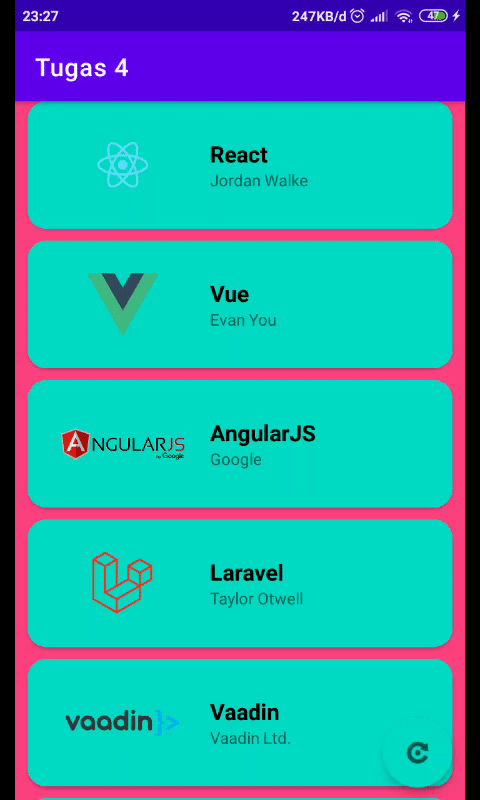 23:27
247KB/d
47
Tugas 4
React
Jordan Walke
Vue
Evan You
ANGULARJS
by Google
AngularJS
Google
Laravel
Taylor Otwell
vaadin}>
Vaadin
Vaadin Ltd.